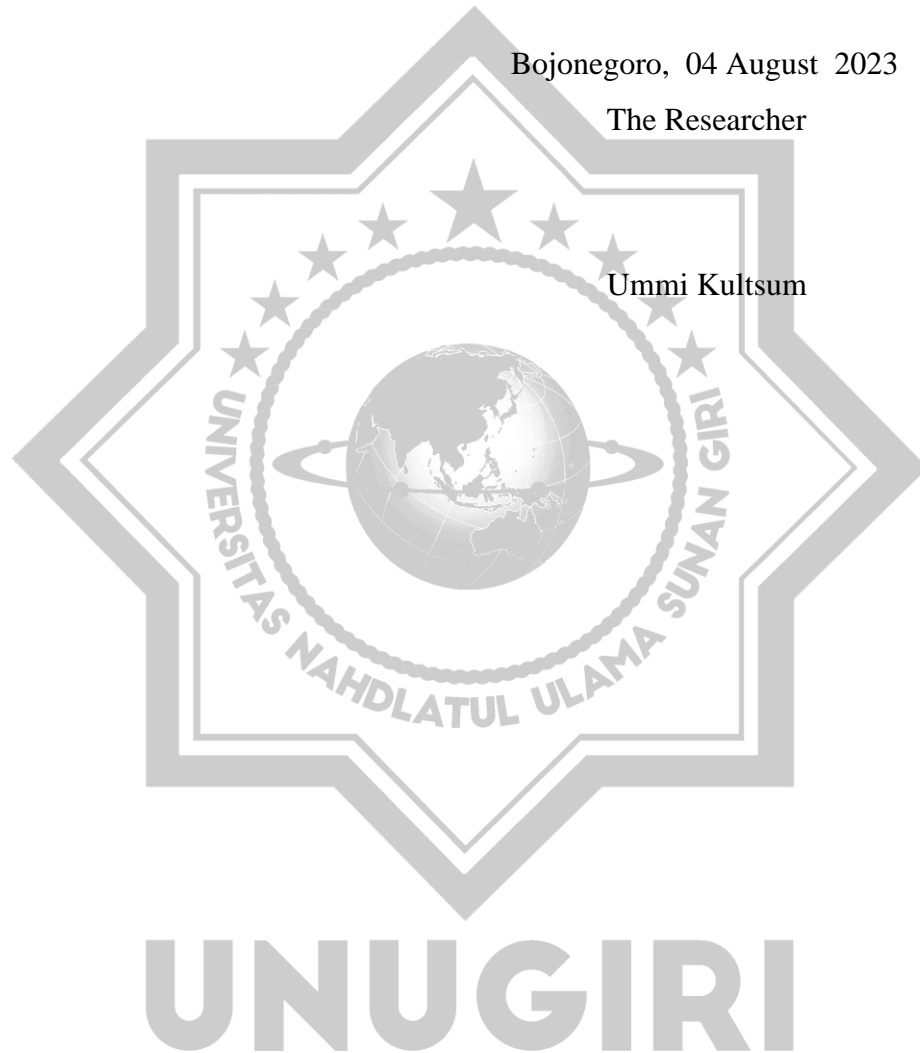 Bojonegoro, 04 August 2023
The Researcher
Ummi Kultsum
UNIVERSITAS NAHDLATUL ULAMA SUNAN GIRI
UNUGIRI